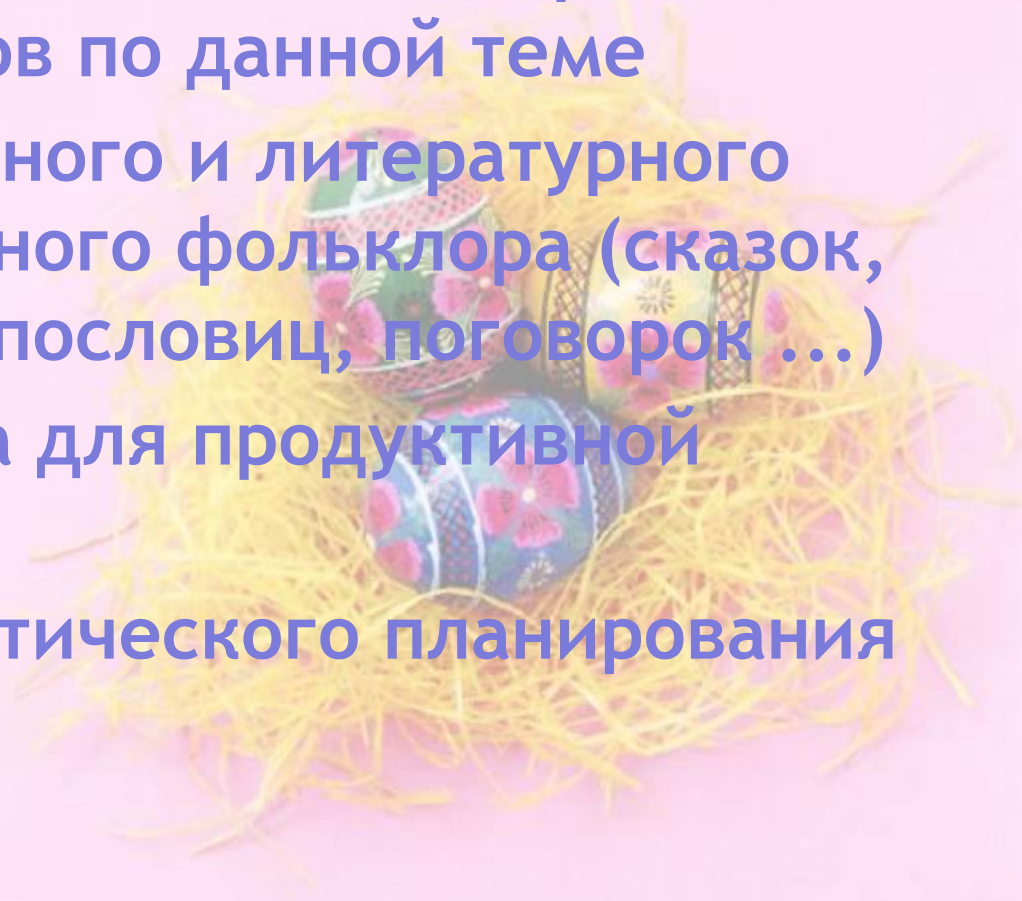 ов по данной теме
ного и литературного
ного фольклора (сказок,
пословиц, поговорок ...)
а для продуктивной
тического планирования